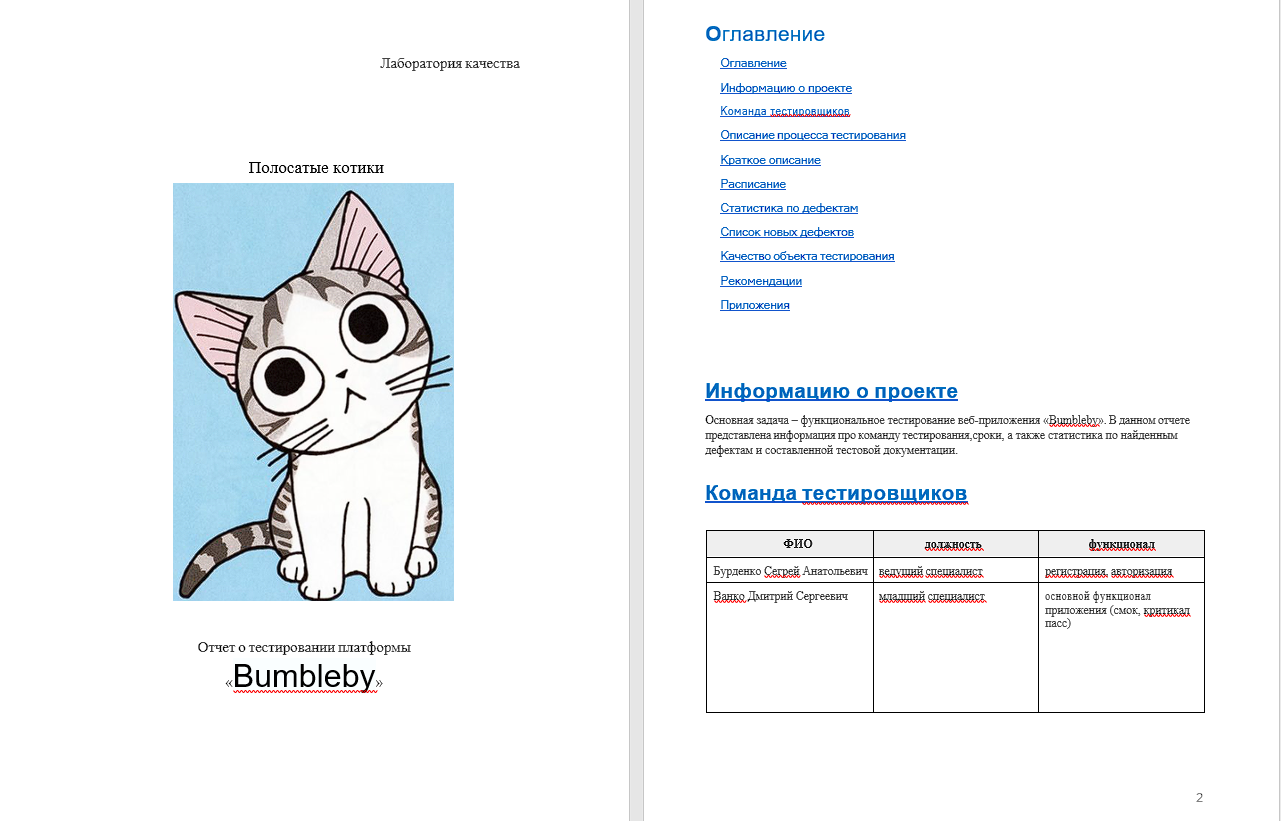 Лаборатория качества
Полосатые котики
Отчет о тестировании платформы
«Bumbleby»
Оглавление
Оглавление
Информацию о проекте
Команда тестировщиков
Описание процесса тестирования
Краткое описание
Расписание
Статистика по дефектам
Список новых дефектов
Качество объекта тестирования
Рекомендации
Приложения
Информацию о проекте
Основная задача – функциональное тестирование веб-приложения «Bumbleby». В данном отчете
представлена информация про команду тестирования,сроки, а также статистика по найденным
дефектам и составленной тестовой документации.
Команда тестировщиков
ФИО должность функционал
Бурденко Сегрей Анатольевич ведущий специалист регистрация, авторизация
Ванко Дмитрий Сергеевич младший специалист основной функционал
приложения (смок, критикал
пасс)
2